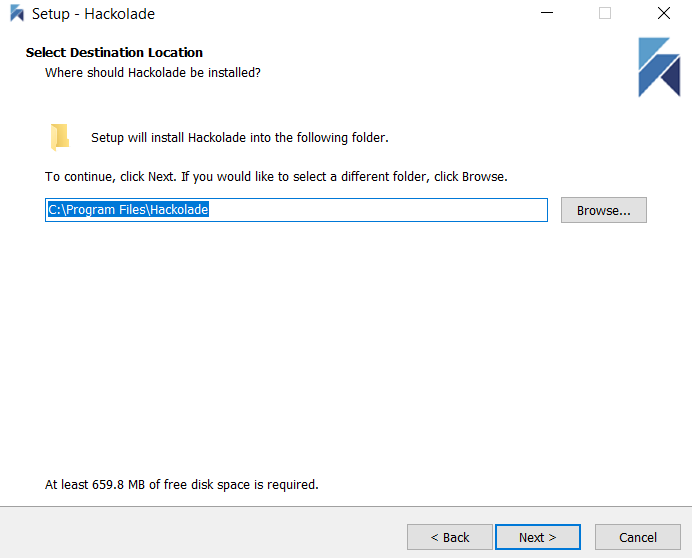 Setup - Hackolade
Select Destination Location
Where should Hackolade be installed?
Setup will install Hackolade into the following folder.
To continue, click Next. If you would like to select a different folder, click Browse.
C:\Program Files\Hackolade
Browse...
At least 659.8 MB of free disk space is required.
< Back
Next >
Cancel